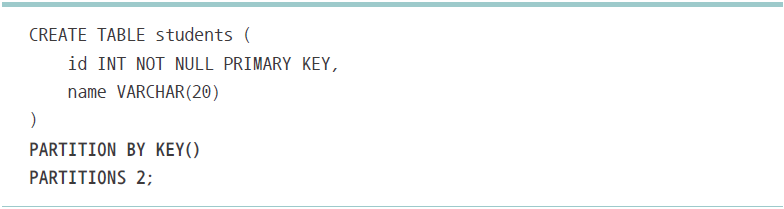 CREATE TABLE students (
    id INT NOT NULL PRIMARY KEY,
    name VARCHAR(20)
)
PARTITION BY KEY()
PARTITIONS 2;